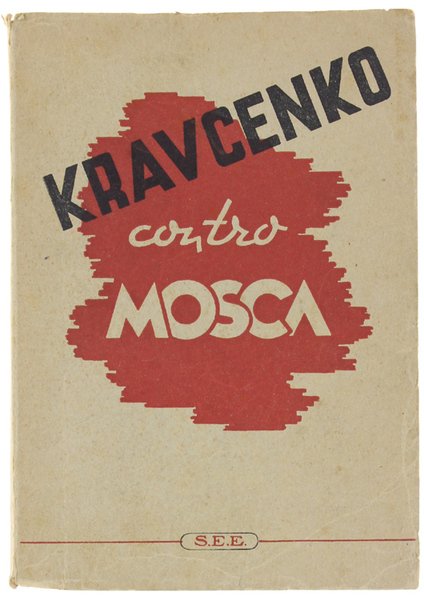 KRAVCENKO
contro
MOSCA
S.E.E.